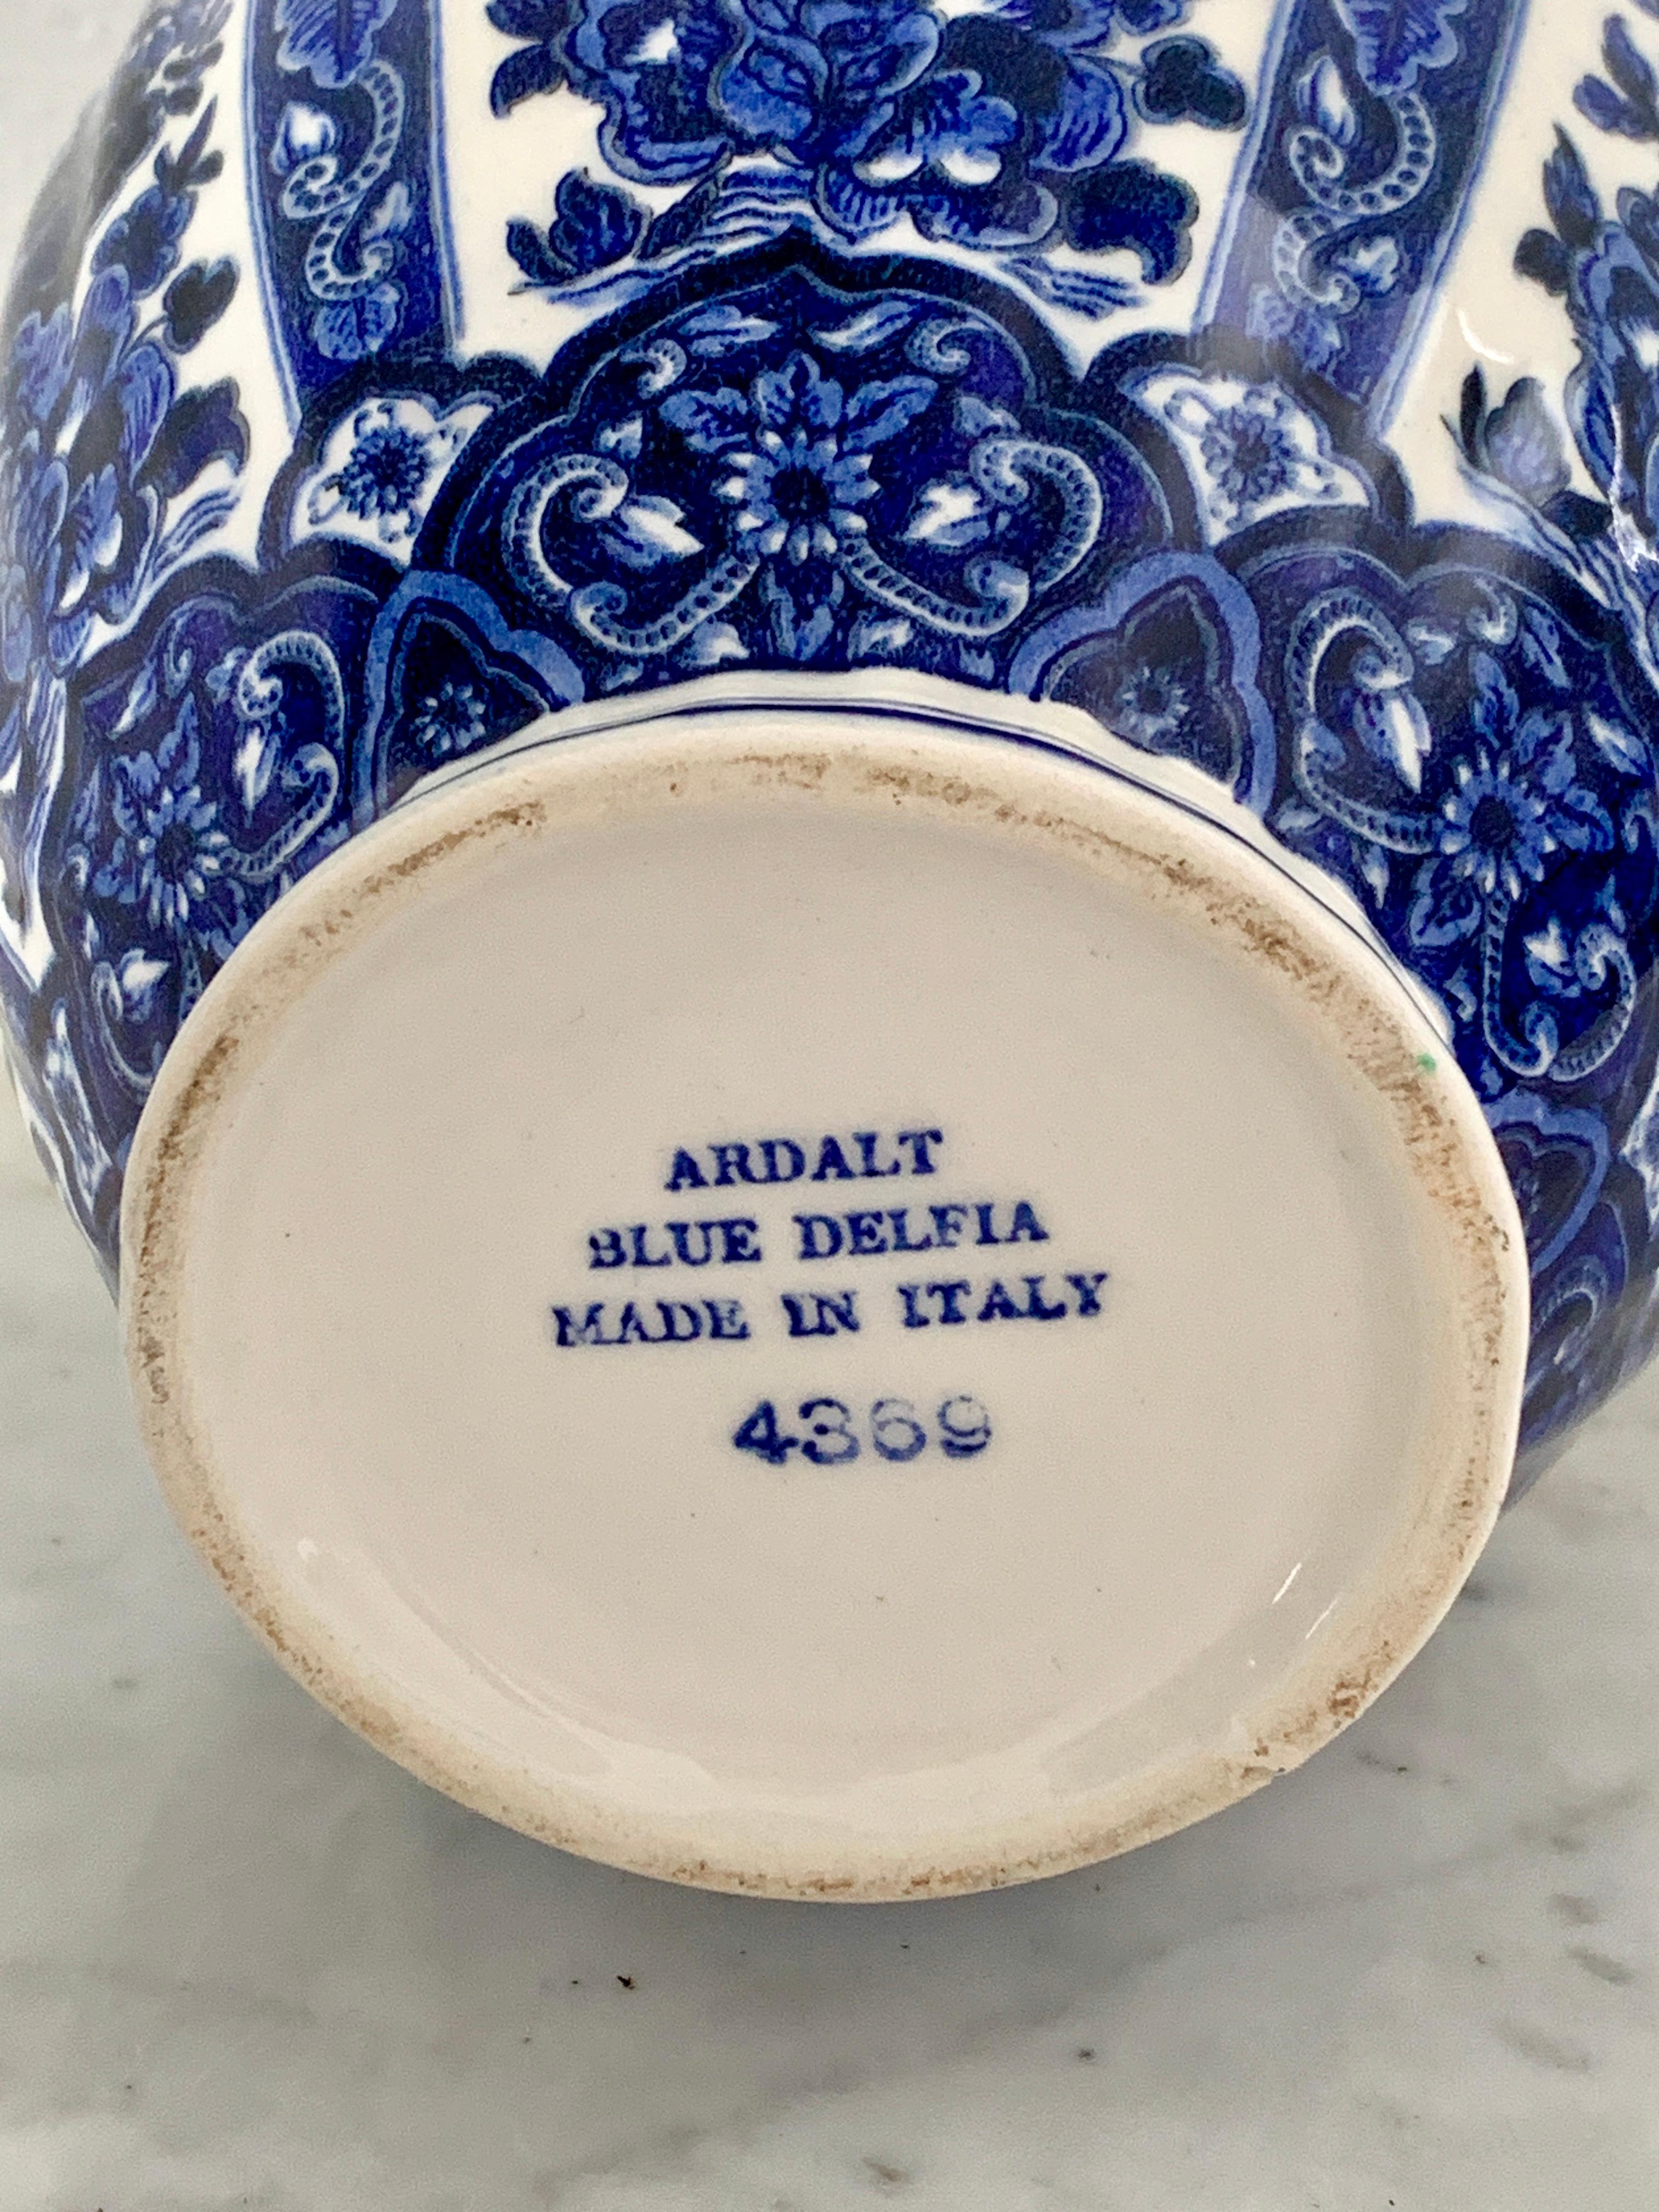 ARDALT
BLUE DELFIA
MADE IN ITALY
4369